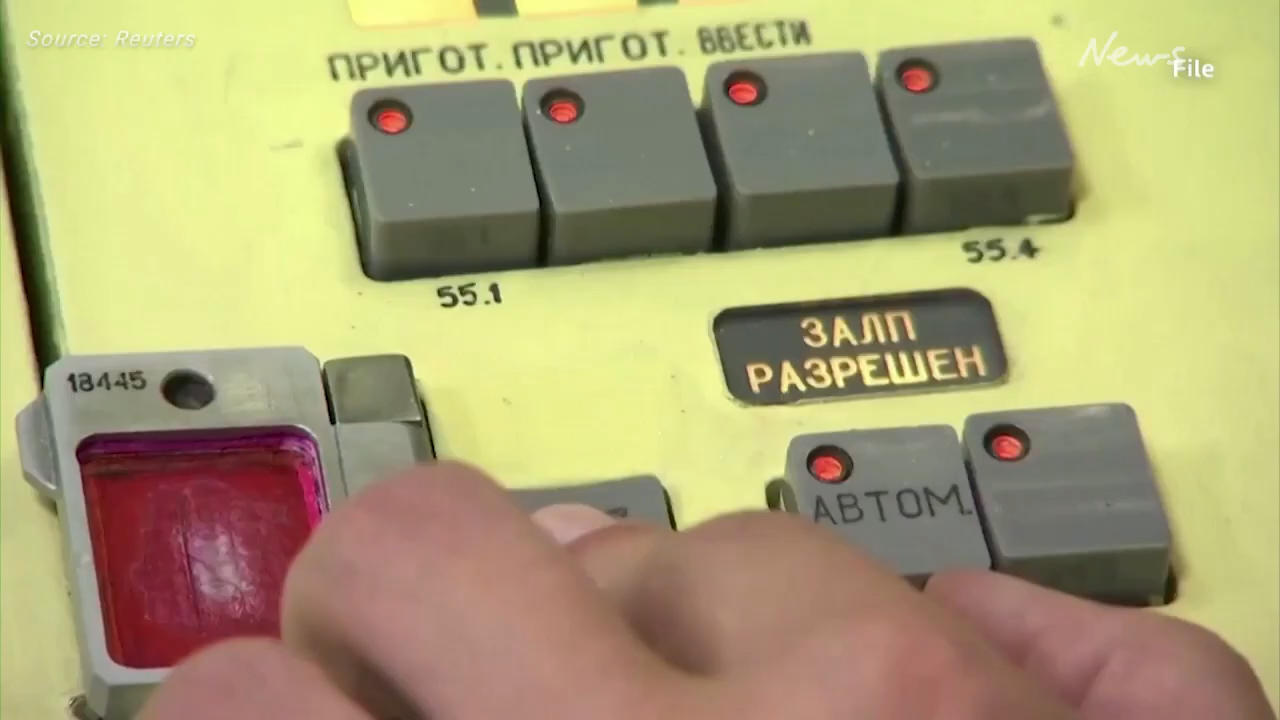 Source: Reuters
News
File
ПРИГОТ. ПРИГОТ. ВВЕСТИ
55.1
55.4
ЗАЛП
РАЗРЕШЕН
18445
АВТОМ.